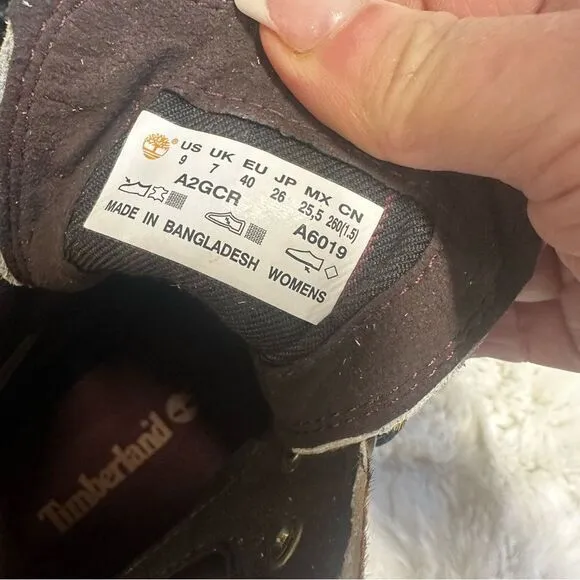 US UK EU JP MX CN
9 7 40 26 25,5 260(1.5)
A2GCR A6019
MADE IN BANGLADESH WOMENS
Timberland